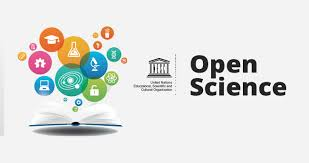 United Nations
Educational, Scientific and
Cultural Organization
Open
Science